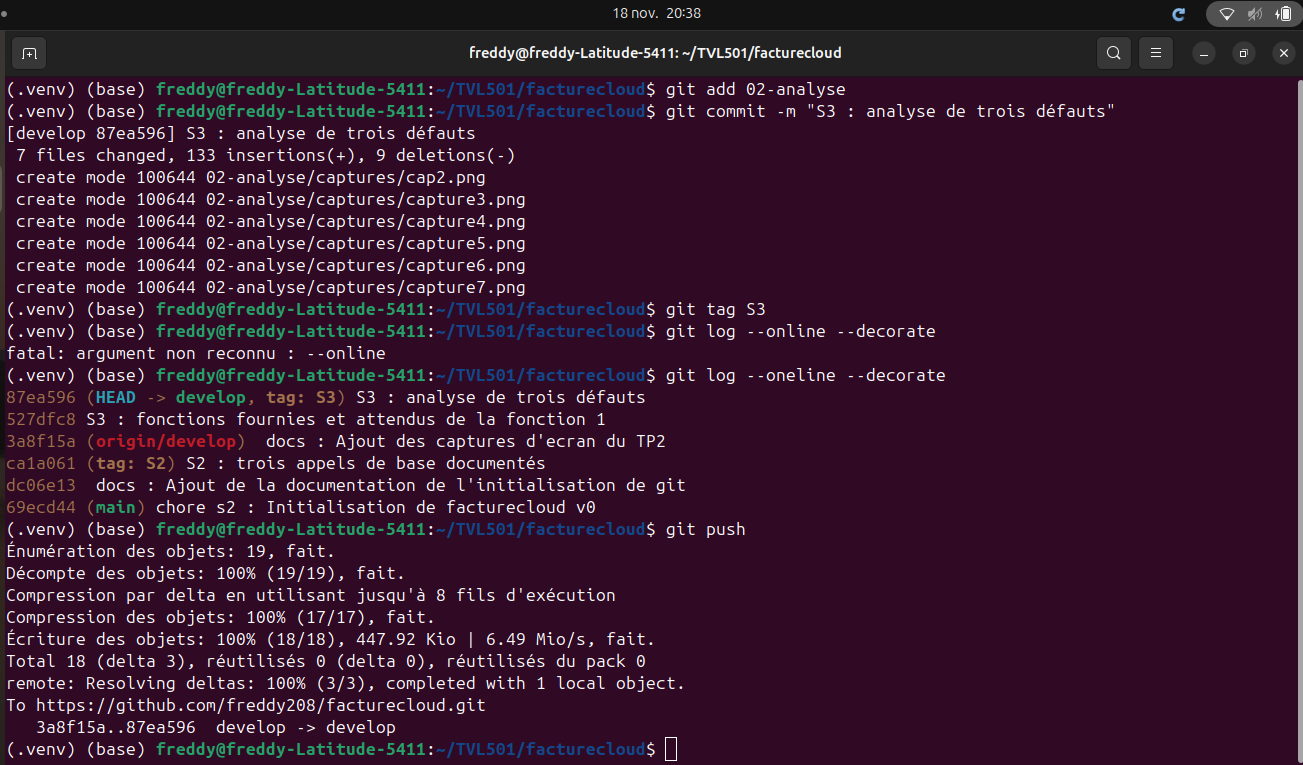 18 nov. 20:38
freddy@freddy-Latitude-5411: ~/TVL501/facturecloud
(.venv) (base) freddy@freddy-Latitude-5411:~/TVL501/facturecloud$ git add 02-analyse
(.venv) (base) freddy@freddy-Latitude-5411:~/TVL501/facturecloud$ git commit -m "S3 : analyse de trois défauts"
[develop 87ea596] S3 : analyse de trois défauts
 7 files changed, 133 insertions(+), 9 deletions(-)
 create mode 100644 02-analyse/captures/cap2.png
 create mode 100644 02-analyse/captures/capture3.png
 create mode 100644 02-analyse/captures/capture4.png
 create mode 100644 02-analyse/captures/capture5.png
 create mode 100644 02-analyse/captures/capture6.png
 create mode 100644 02-analyse/captures/capture7.png
(.venv) (base) freddy@freddy-Latitude-5411:~/TVL501/facturecloud$ git tag S3
(.venv) (base) freddy@freddy-Latitude-5411:~/TVL501/facturecloud$ git log --online --decorate
fatal: argument non reconnu : --online
(.venv) (base) freddy@freddy-Latitude-5411:~/TVL501/facturecloud$ git log --oneline --decorate
87ea596 (HEAD -> develop, tag: S3) S3 : analyse de trois défauts
527dfc8 S3 : fonctions fournies et attendus de la fonction 1
3a8f15a (origin/develop)  docs : Ajout des captures d'ecran du TP2
ca1a061 (tag: S2) S2 : trois appels de base documentés
dc06e13  docs : Ajout de la documentation de l'initialisation de git
69ecd44 (main) chore s2 : Initialisation de facturecloud v0
(.venv) (base) freddy@freddy-Latitude-5411:~/TVL501/facturecloud$ git push
Énumération des objets: 19, fait.
Décompte des objets: 100% (19/19), fait.
Compression par delta en utilisant jusqu'à 8 fils d'exécution
Compression des objets: 100% (17/17), fait.
Écriture des objets: 100% (18/18), 447.92 Kio | 6.49 Mio/s, fait.
Total 18 (delta 3), réutilisés 0 (delta 0), réutilisés du pack 0
remote: Resolving deltas: 100% (3/3), completed with 1 local object.
To https://github.com/freddy208/facturecloud.git
   3a8f15a..87ea596  develop -> develop
(.venv) (base) freddy@freddy-Latitude-5411:~/TVL501/facturecloud$